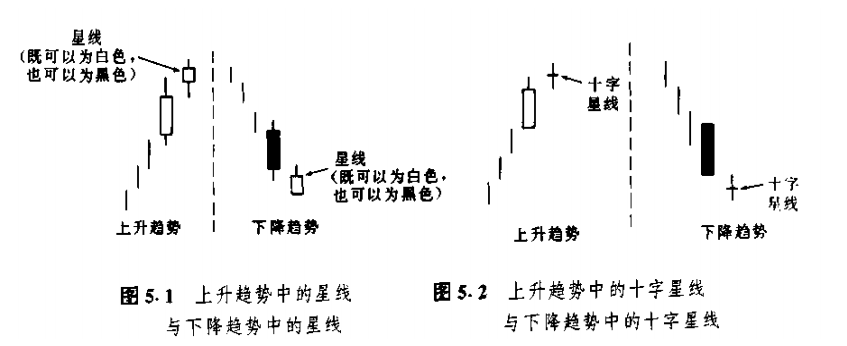 星线
（既可以为白色，
也可以为黑色）
星线
（既可以为白色，
也可以为黑色）
上升趋势
下降趋势
图5.1 上升趋势中的星线
与下降趋势中的星线
十字
星线
十字
星线
上升趋势
下降趋势
图5.2 上升趋势中的十字星线
与下降趋势中的十字星线